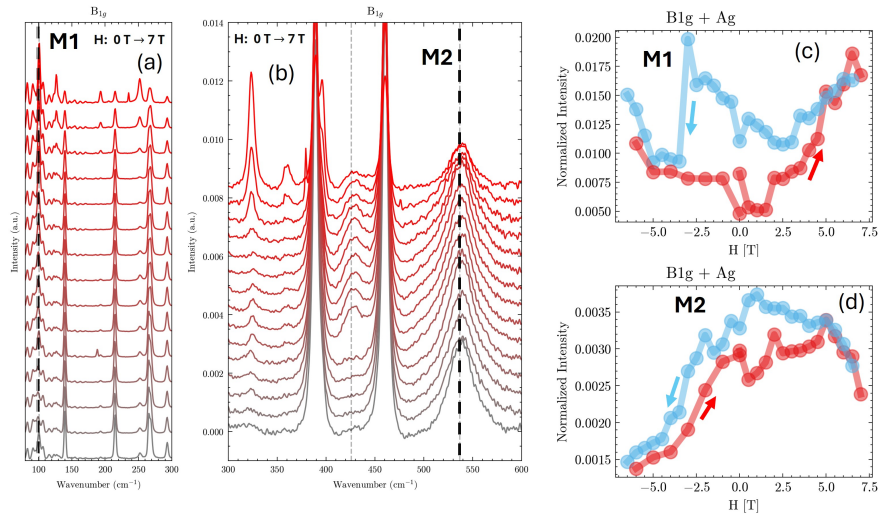 B1g
M1 H: 0 T → 7 T
(a)
Intensity (a.u.)
80 120 160 200 240 300
Wavenumber (cm⁻¹)
B1g
H: 0 T → 7 T
M2
(b)
0.014
0.012
0.010
0.008
0.006
0.004
0.002
0.000
Intensity (a.u.)
300 350 400 450 500 550 600
Wavenumber (cm⁻¹)
B1g + Ag
M1
(c)
0.0200
0.0175
0.0150
0.0125
0.0100
0.0075
0.0050
Normalized Intensity
−5.0 −2.5 0.0 2.5 5.0 7.5
H [T]
B1g + Ag
M2
(d)
0.0035
0.0030
0.0025
0.0020
0.0015
Normalized Intensity
−5.0 −2.5 0.0 2.5 5.0 7.5
H [T]